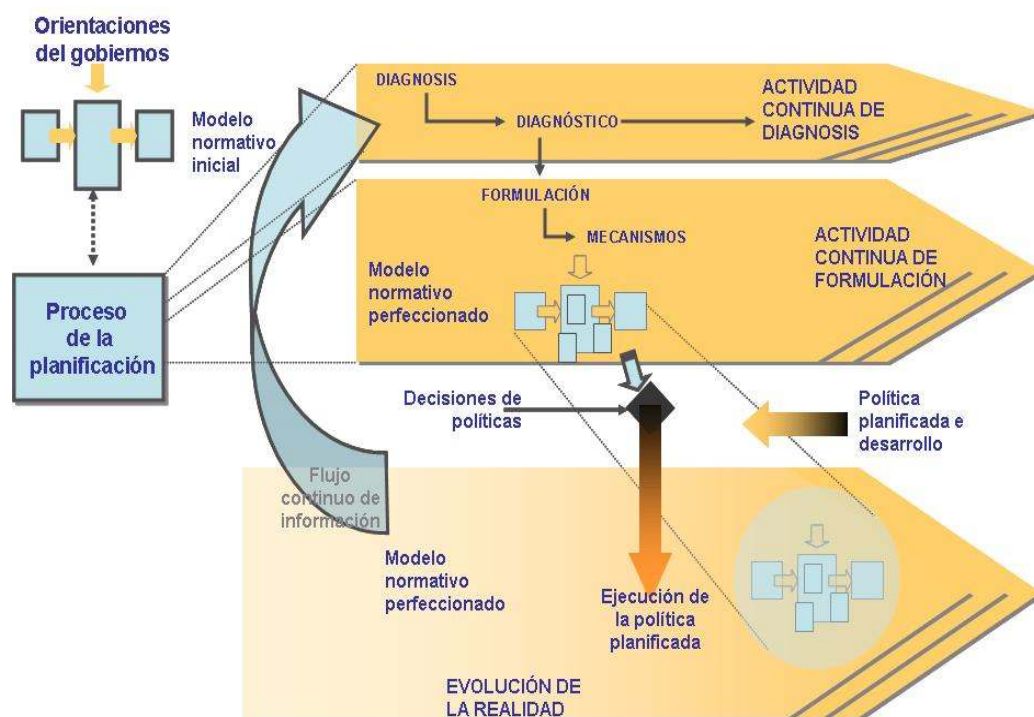 Orientaciones
del gobiernos
Modelo
normativo
inicial
Proceso
de la
planificación
DIAGNOSIS
DIAGNÓSTICO
ACTIVIDAD
CONTINUA DE
DIAGNOSIS
FORMULACIÓN
MECANISMOS
ACTIVIDAD
CONTINUA DE
FORMULACIÓN
Modelo
normativo
perfeccionado
Decisiones de
políticas
Política
planificada e
desarrollo
Flujo
continuo de
información
Modelo
normativo
perfeccionado
Ejecución de
la política
planificada
EVOLUCIÓN DE
LA REALIDAD